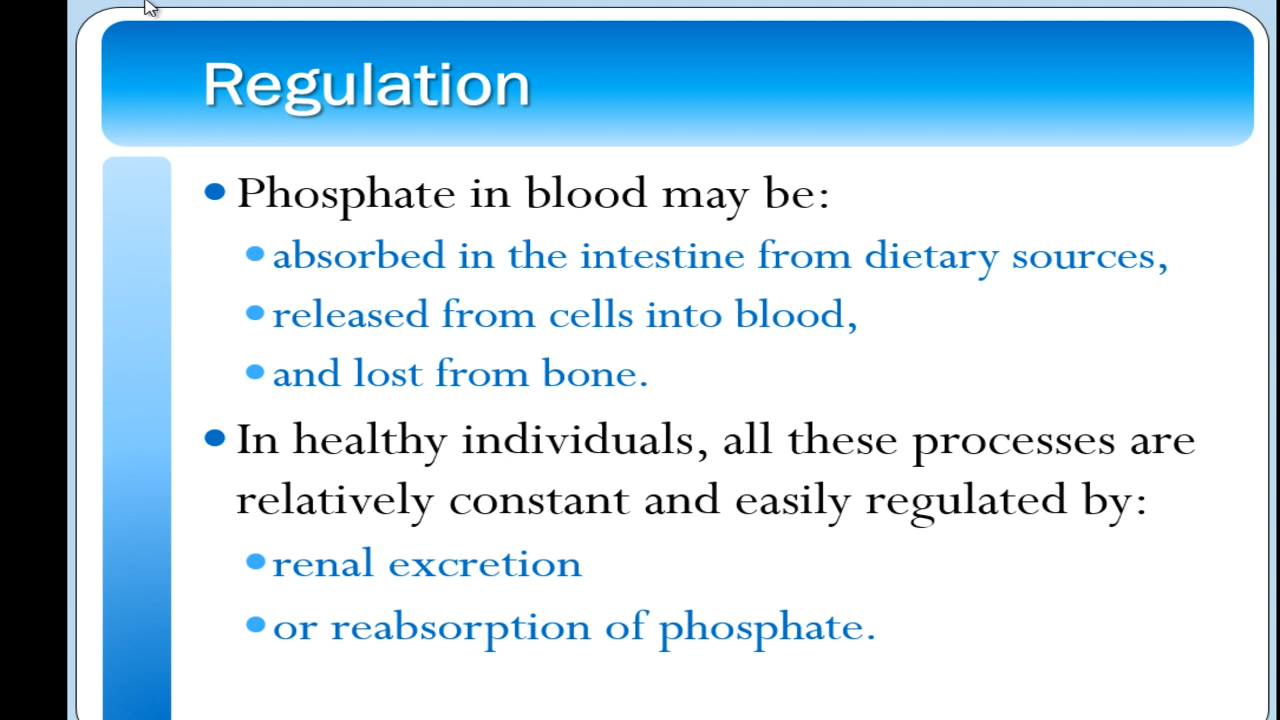 Regulation
Phosphate in blood may be:
absorbed in the intestine from dietary sources,
released from cells into blood,
and lost from bone.
In healthy individuals, all these processes are
relatively constant and easily regulated by:
renal excretion
or reabsorption of phosphate.